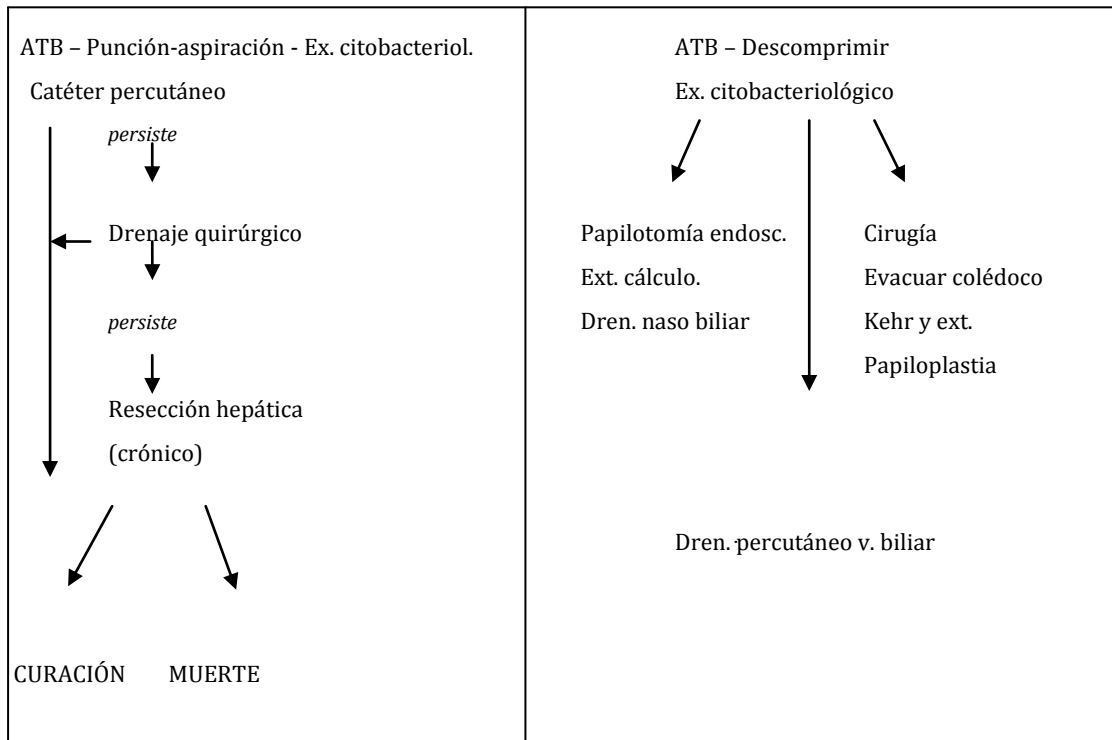 ATB – Punción-aspiración - Ex. citobacteriol.
Catéter percutáneo
persiste
Drenaje quirúrgico
persiste
Resección hepática
(crónico)
CURACIÓN MUERTE
ATB – Descomprimir
Ex. citobacteriológico
Papilotomía endosc.
Ext. cálculo.
Dren. naso biliar
Cirugía
Evacuar colédoco
Kehr y ext.
Papiloplastia
Dren. percutáneo v. biliar